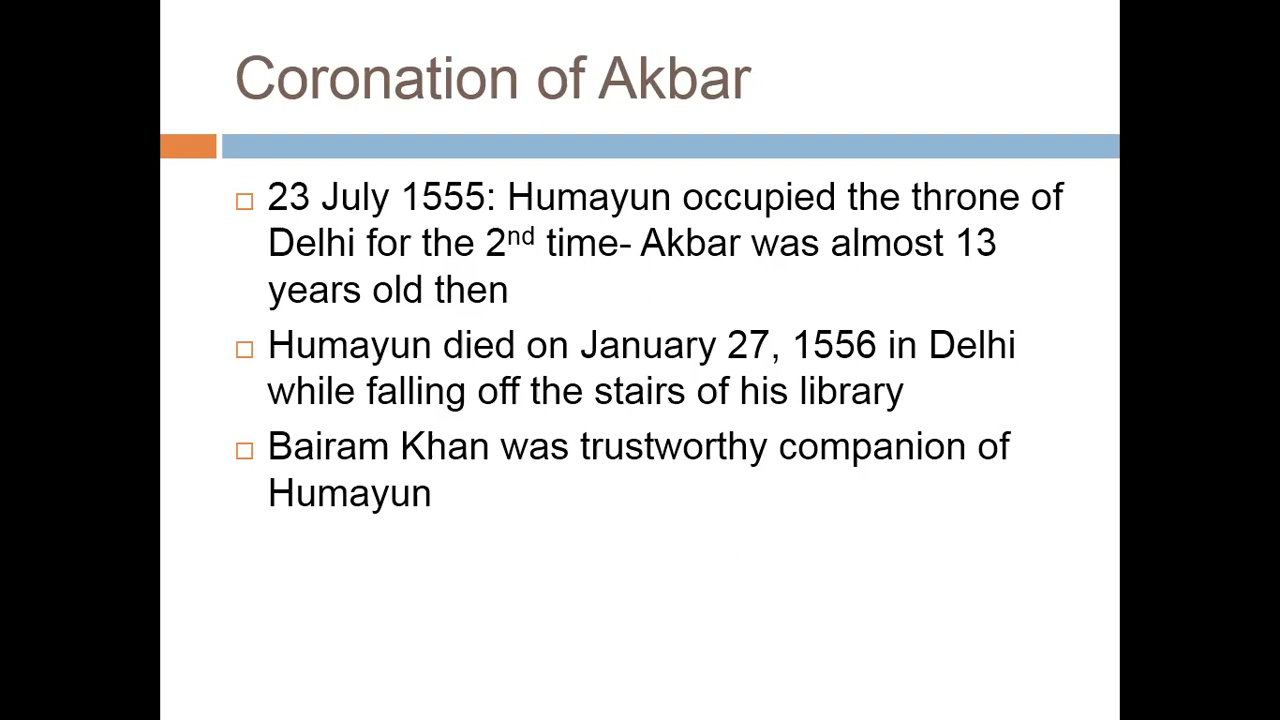 Coronation of Akbar
23 July 1555: Humayun occupied the throne of
Delhi for the 2nd time- Akbar was almost 13
years old then
Humayun died on January 27, 1556 in Delhi
while falling off the stairs of his library
Bairam Khan was trustworthy companion of
Humayun